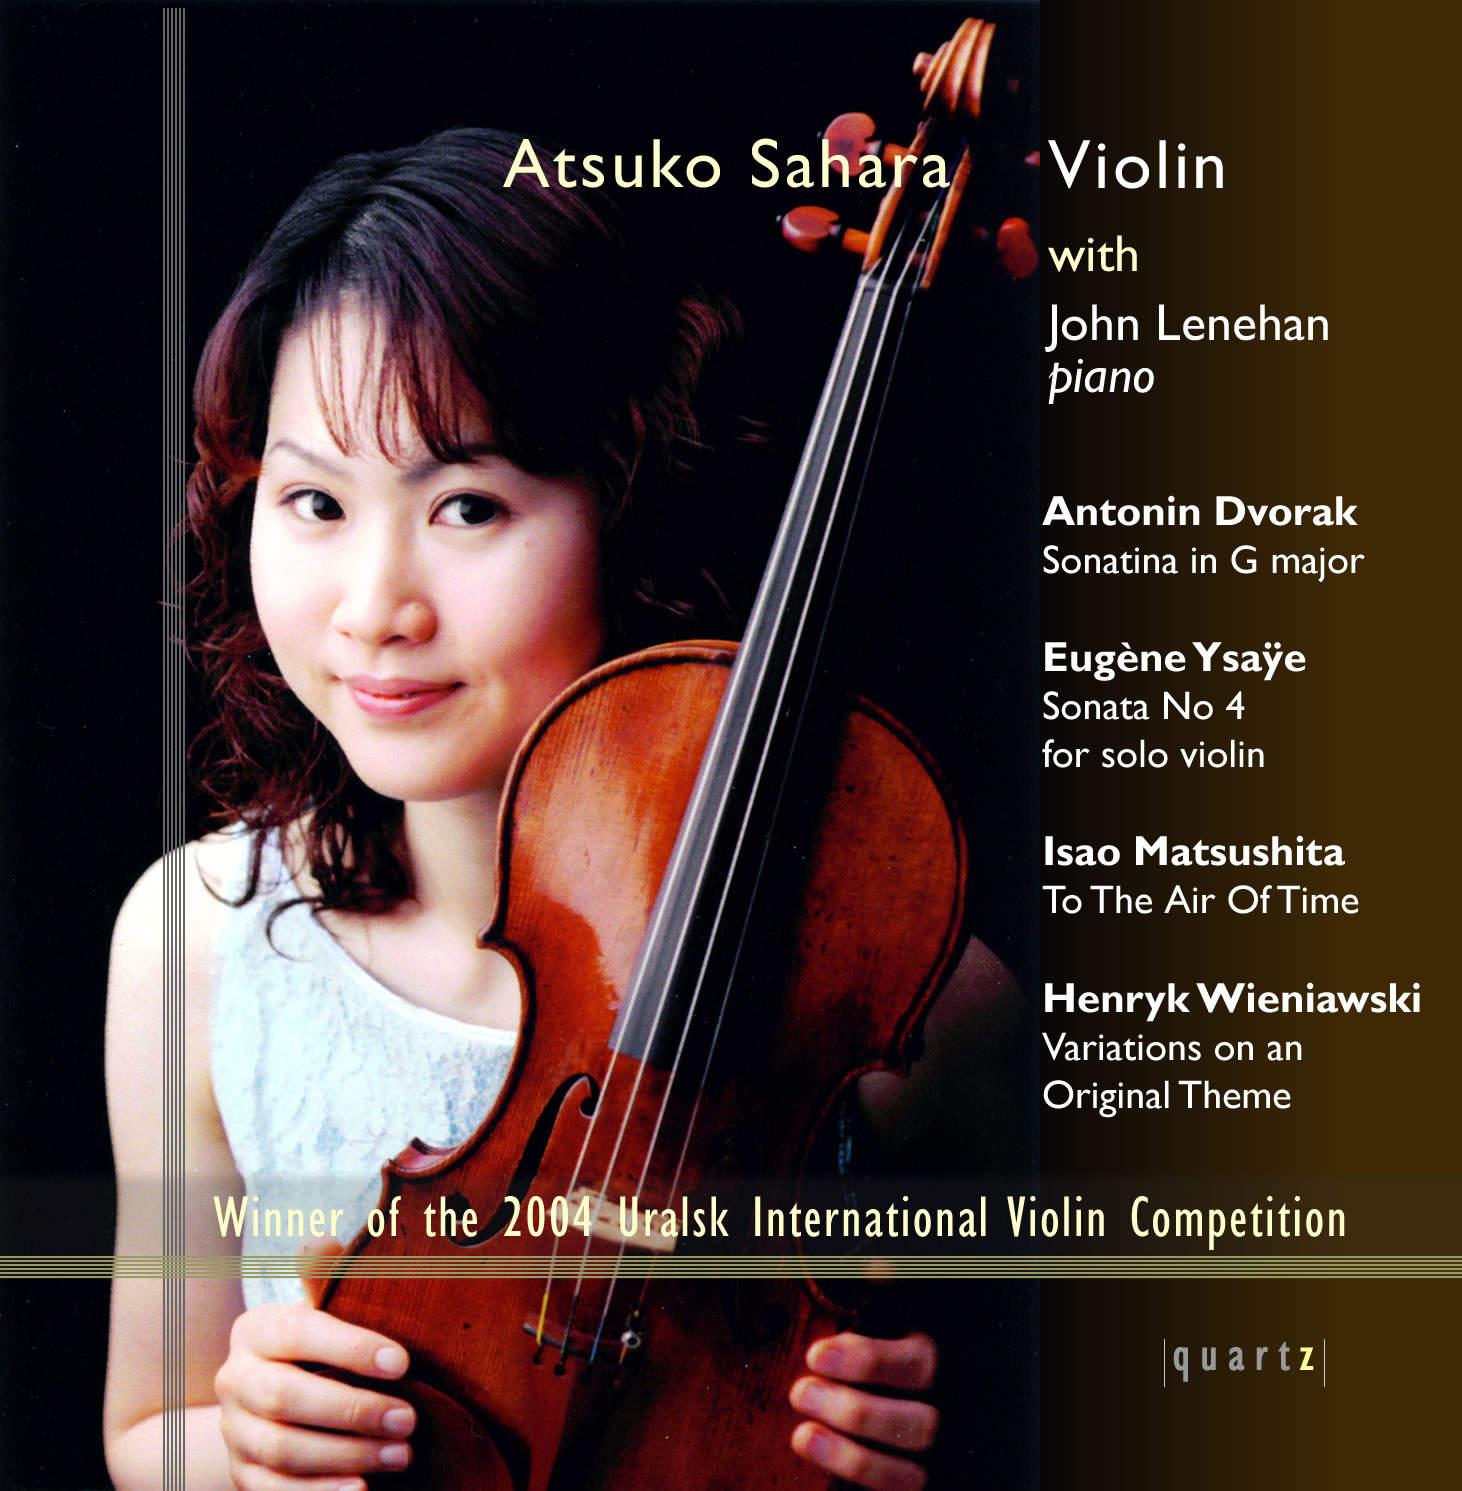 Atsuko Sahara Violin
with
John Lenehan
piano
Antonin Dvorak
Sonatina in G major
Eugène Ysaÿe
Sonata No 4
for solo violin
Isao Matsushita
To The Air Of Time
Henryk Wieniawski
Variations on an
Original Theme
Winner of the 2004 Uralsk International Violin Competition
quartz